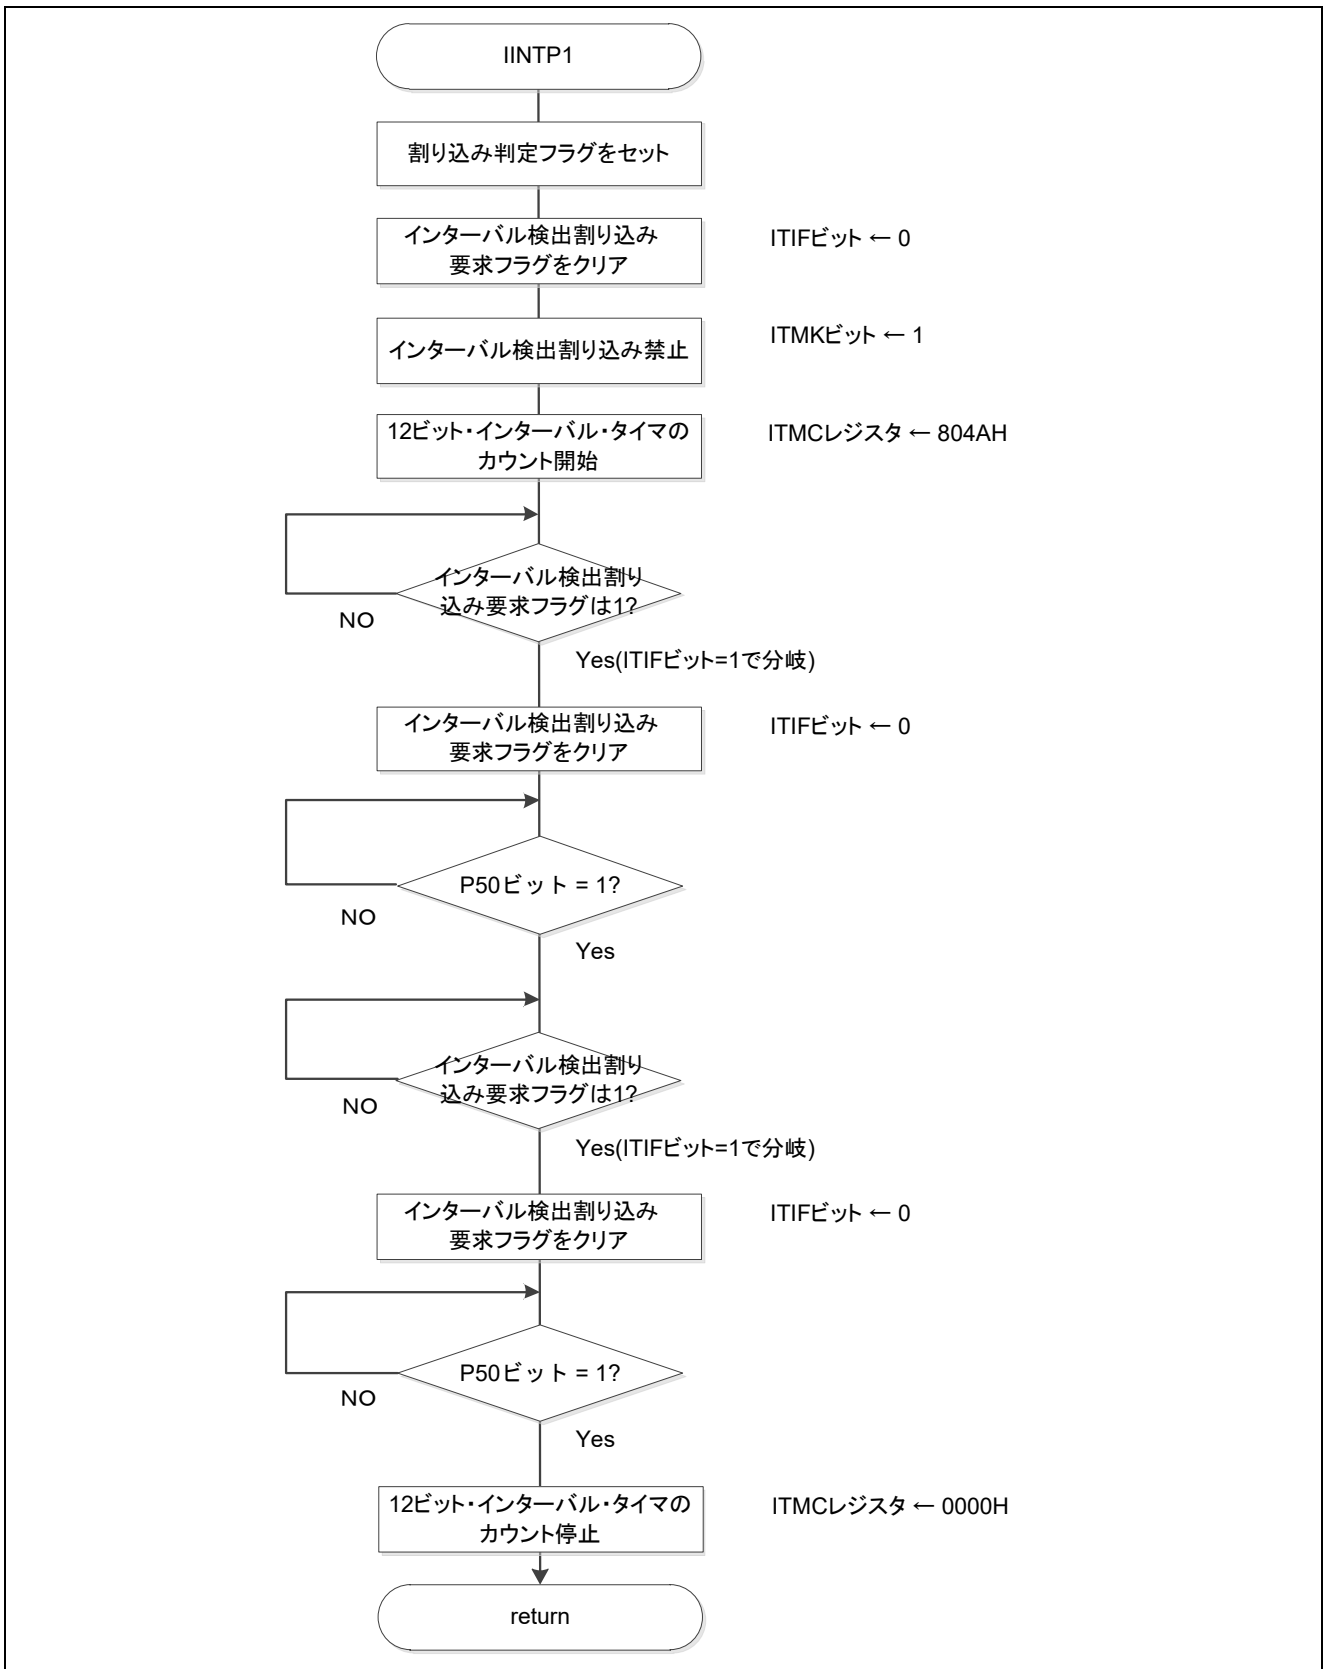 IINTP1
割り込み判定フラグをセット
インターバル検出割り込み
要求フラグをクリア
ITIFビット ← 0
インターバル検出割り込み禁止
ITMKビット ← 1
12ビット・インターバル・タイマの
カウント開始
ITMCレジスタ ← 804AH
インターバル検出割り
込み要求フラグは1?
NO
Yes(ITIFビット=1で分岐)
インターバル検出割り込み
要求フラグをクリア
ITIFビット ← 0
P50ビット = 1?
NO
Yes
インターバル検出割り
込み要求フラグは1?
NO
Yes(ITIFビット=1で分岐)
インターバル検出割り込み
要求フラグをクリア
ITIFビット ← 0
P50ビット = 1?
NO
Yes
12ビット・インターバル・タイマの
カウント停止
ITMCレジスタ ← 0000H
return